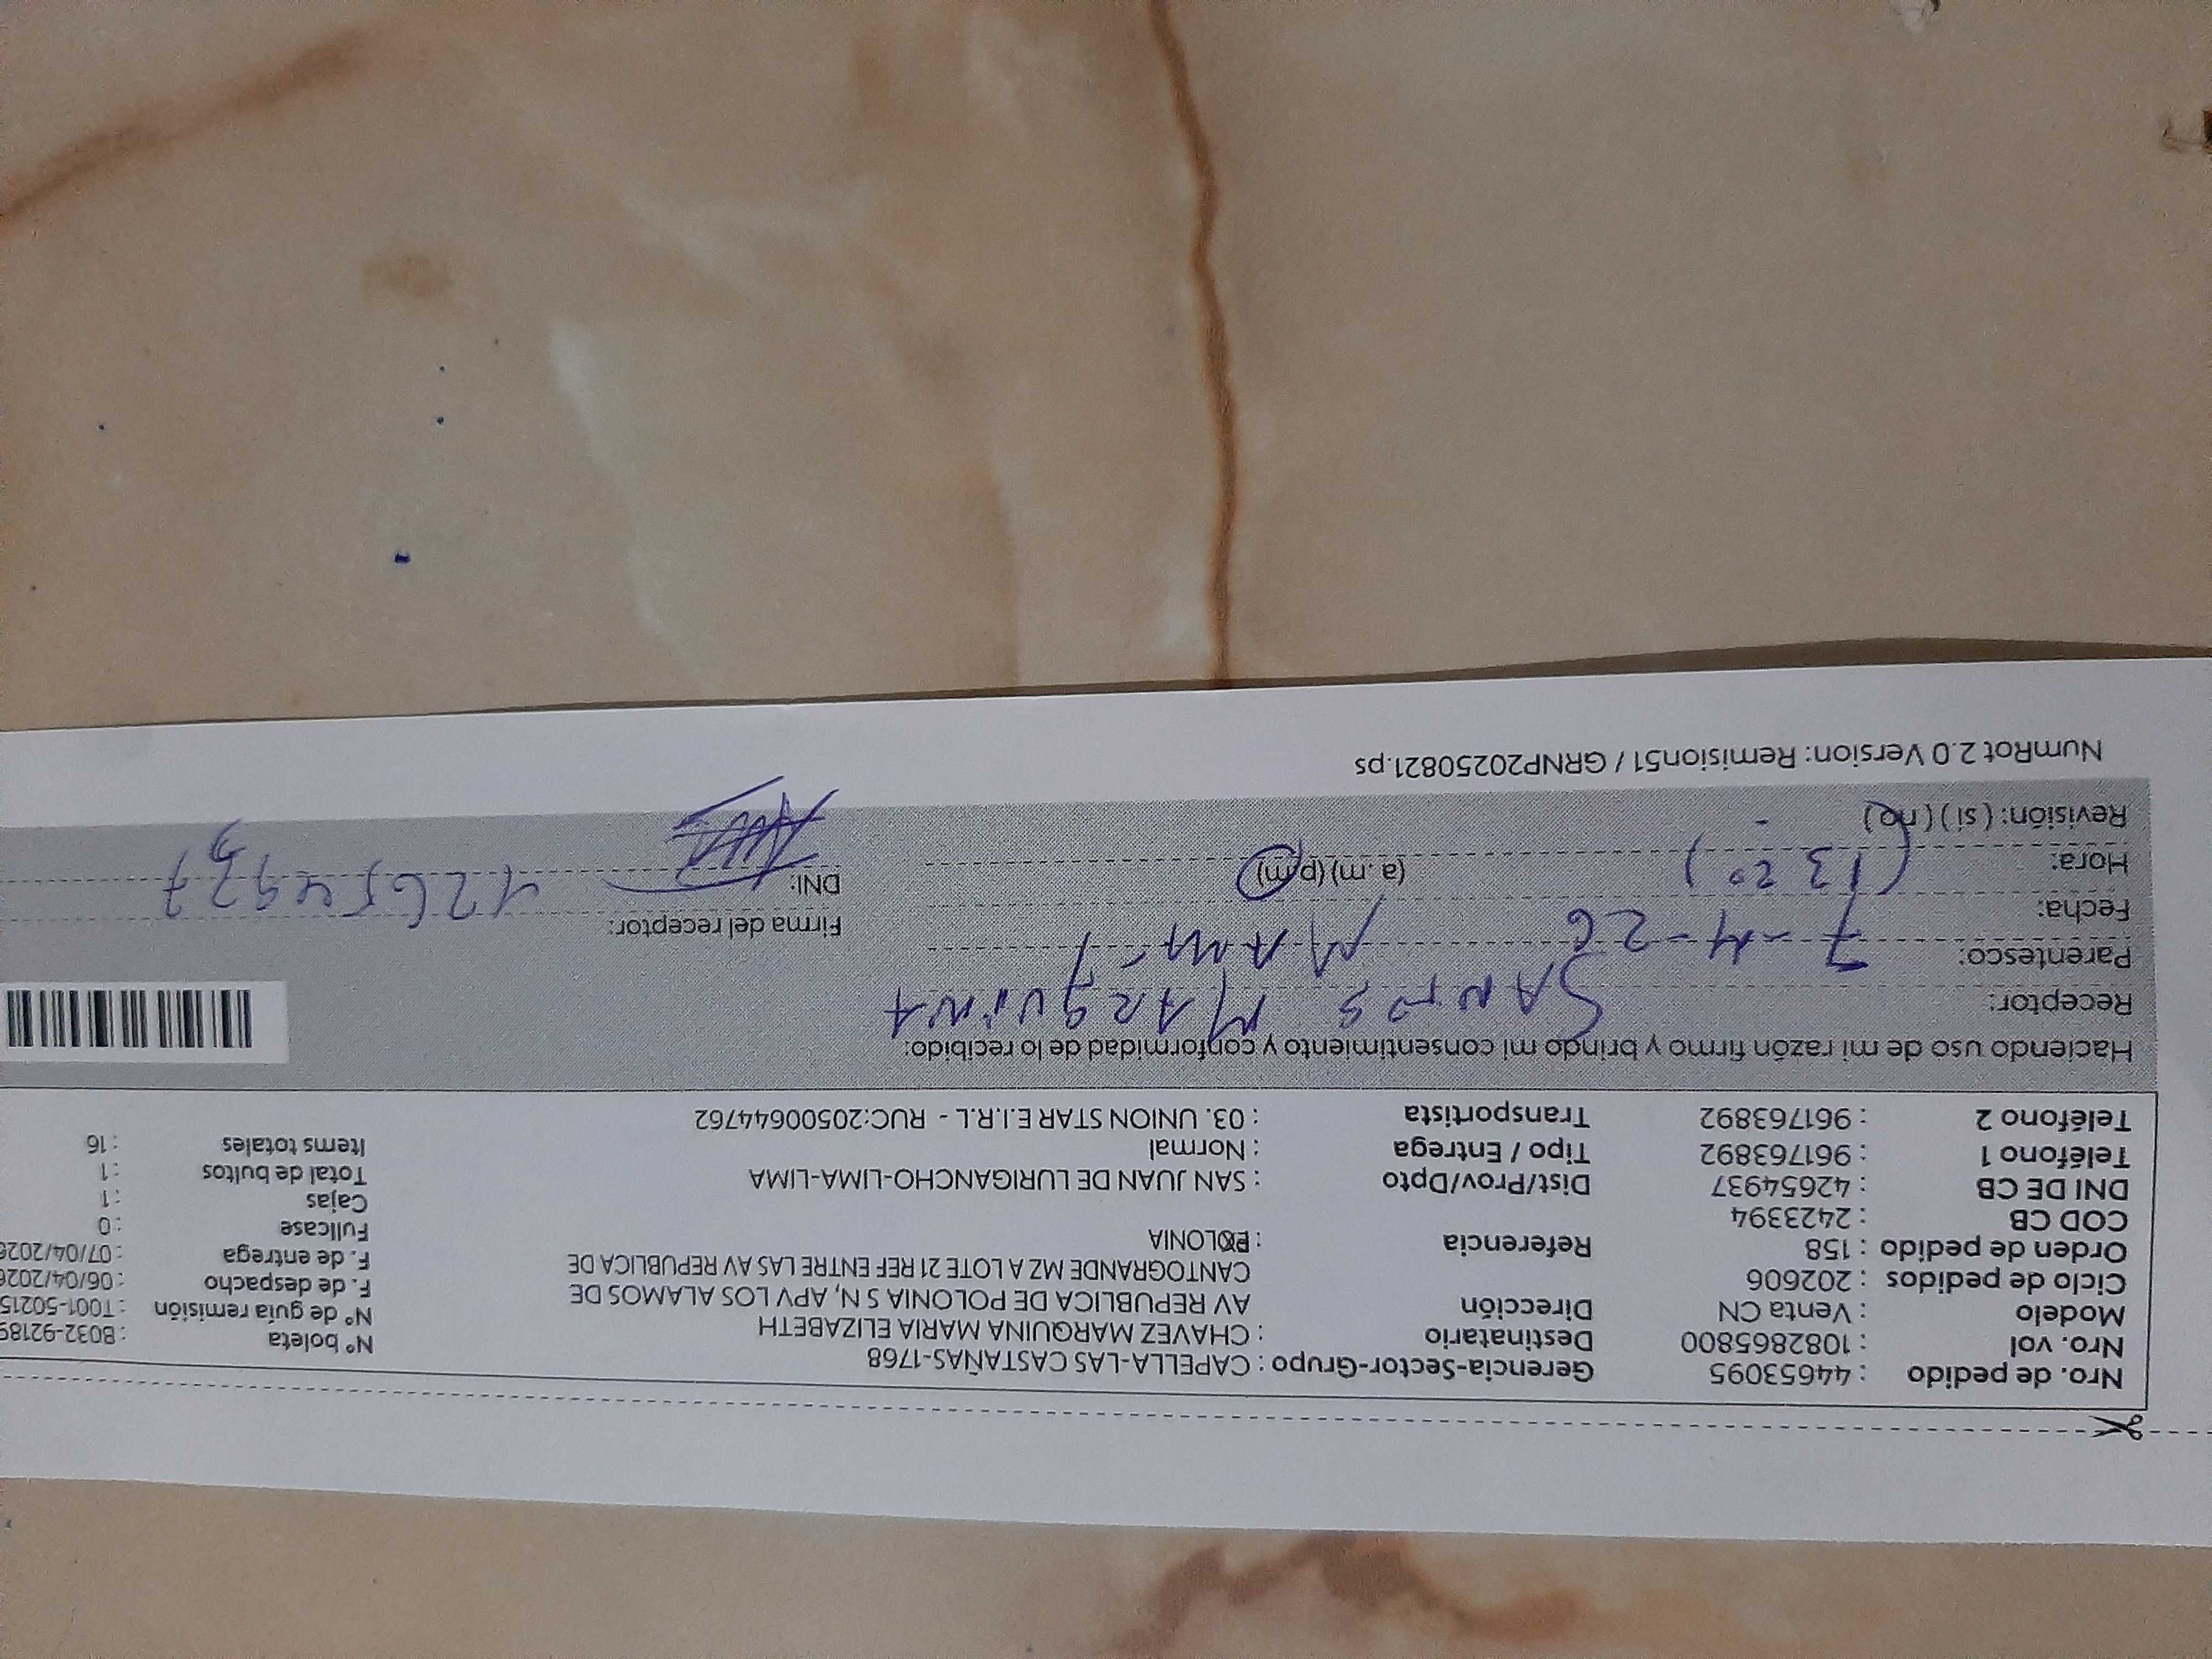 Nro. de pedido : 44653095 Gerencia-Sector-Grupo : CAPELLA-LAS CASTAÑAS-1768
Nro. vol : 1082865800 Destinatario : CHAVEZ MARQUINA MARIA ELIZABETH Nº boleta : B032-92189
Modelo : Venta CN Dirección AV REPUBLICA DE POLONIA S N, APV LOS ALAMOS DE Nº de guía remisión : T001-50215
Ciclo de pedidos : 202606 CANTOGRANDE MZ A LOTE 21 REF ENTRE LAS AV REPUBLICA DE F. de despacho : 06/04/2026
Orden de pedido : 158 Referencia : POLONIA F. de entrega : 07/04/2026
COD CB : 2423394 Fullcase : 0
DNI DE CB : 42654937 Dist/Prov/Dpto : SAN JUAN DE LURIGANCHO-LIMA-LIMA Cajas : 1
Teléfono 1 : 961763892 Tipo / Entrega : Normal Total de bultos : 1
Teléfono 2 : 961763892 Transportista : 03. UNION STAR E.I.R.L - RUC:20500644762 Items totales : 16
Haciendo uso de mi razón firmo y brindo mi consentimiento y conformidad de lo recibido:
Receptor: SANTOS MARQUINA
Parentesco: MAMI
Fecha: 7-4-26 Firma del receptor:
Hora: (13 20) (a.m) (p.m) DNI: 42654937
Revisión: ( si ) ( no )
NumRot 2.0 Version: Remision51 / GRNP20250821.ps